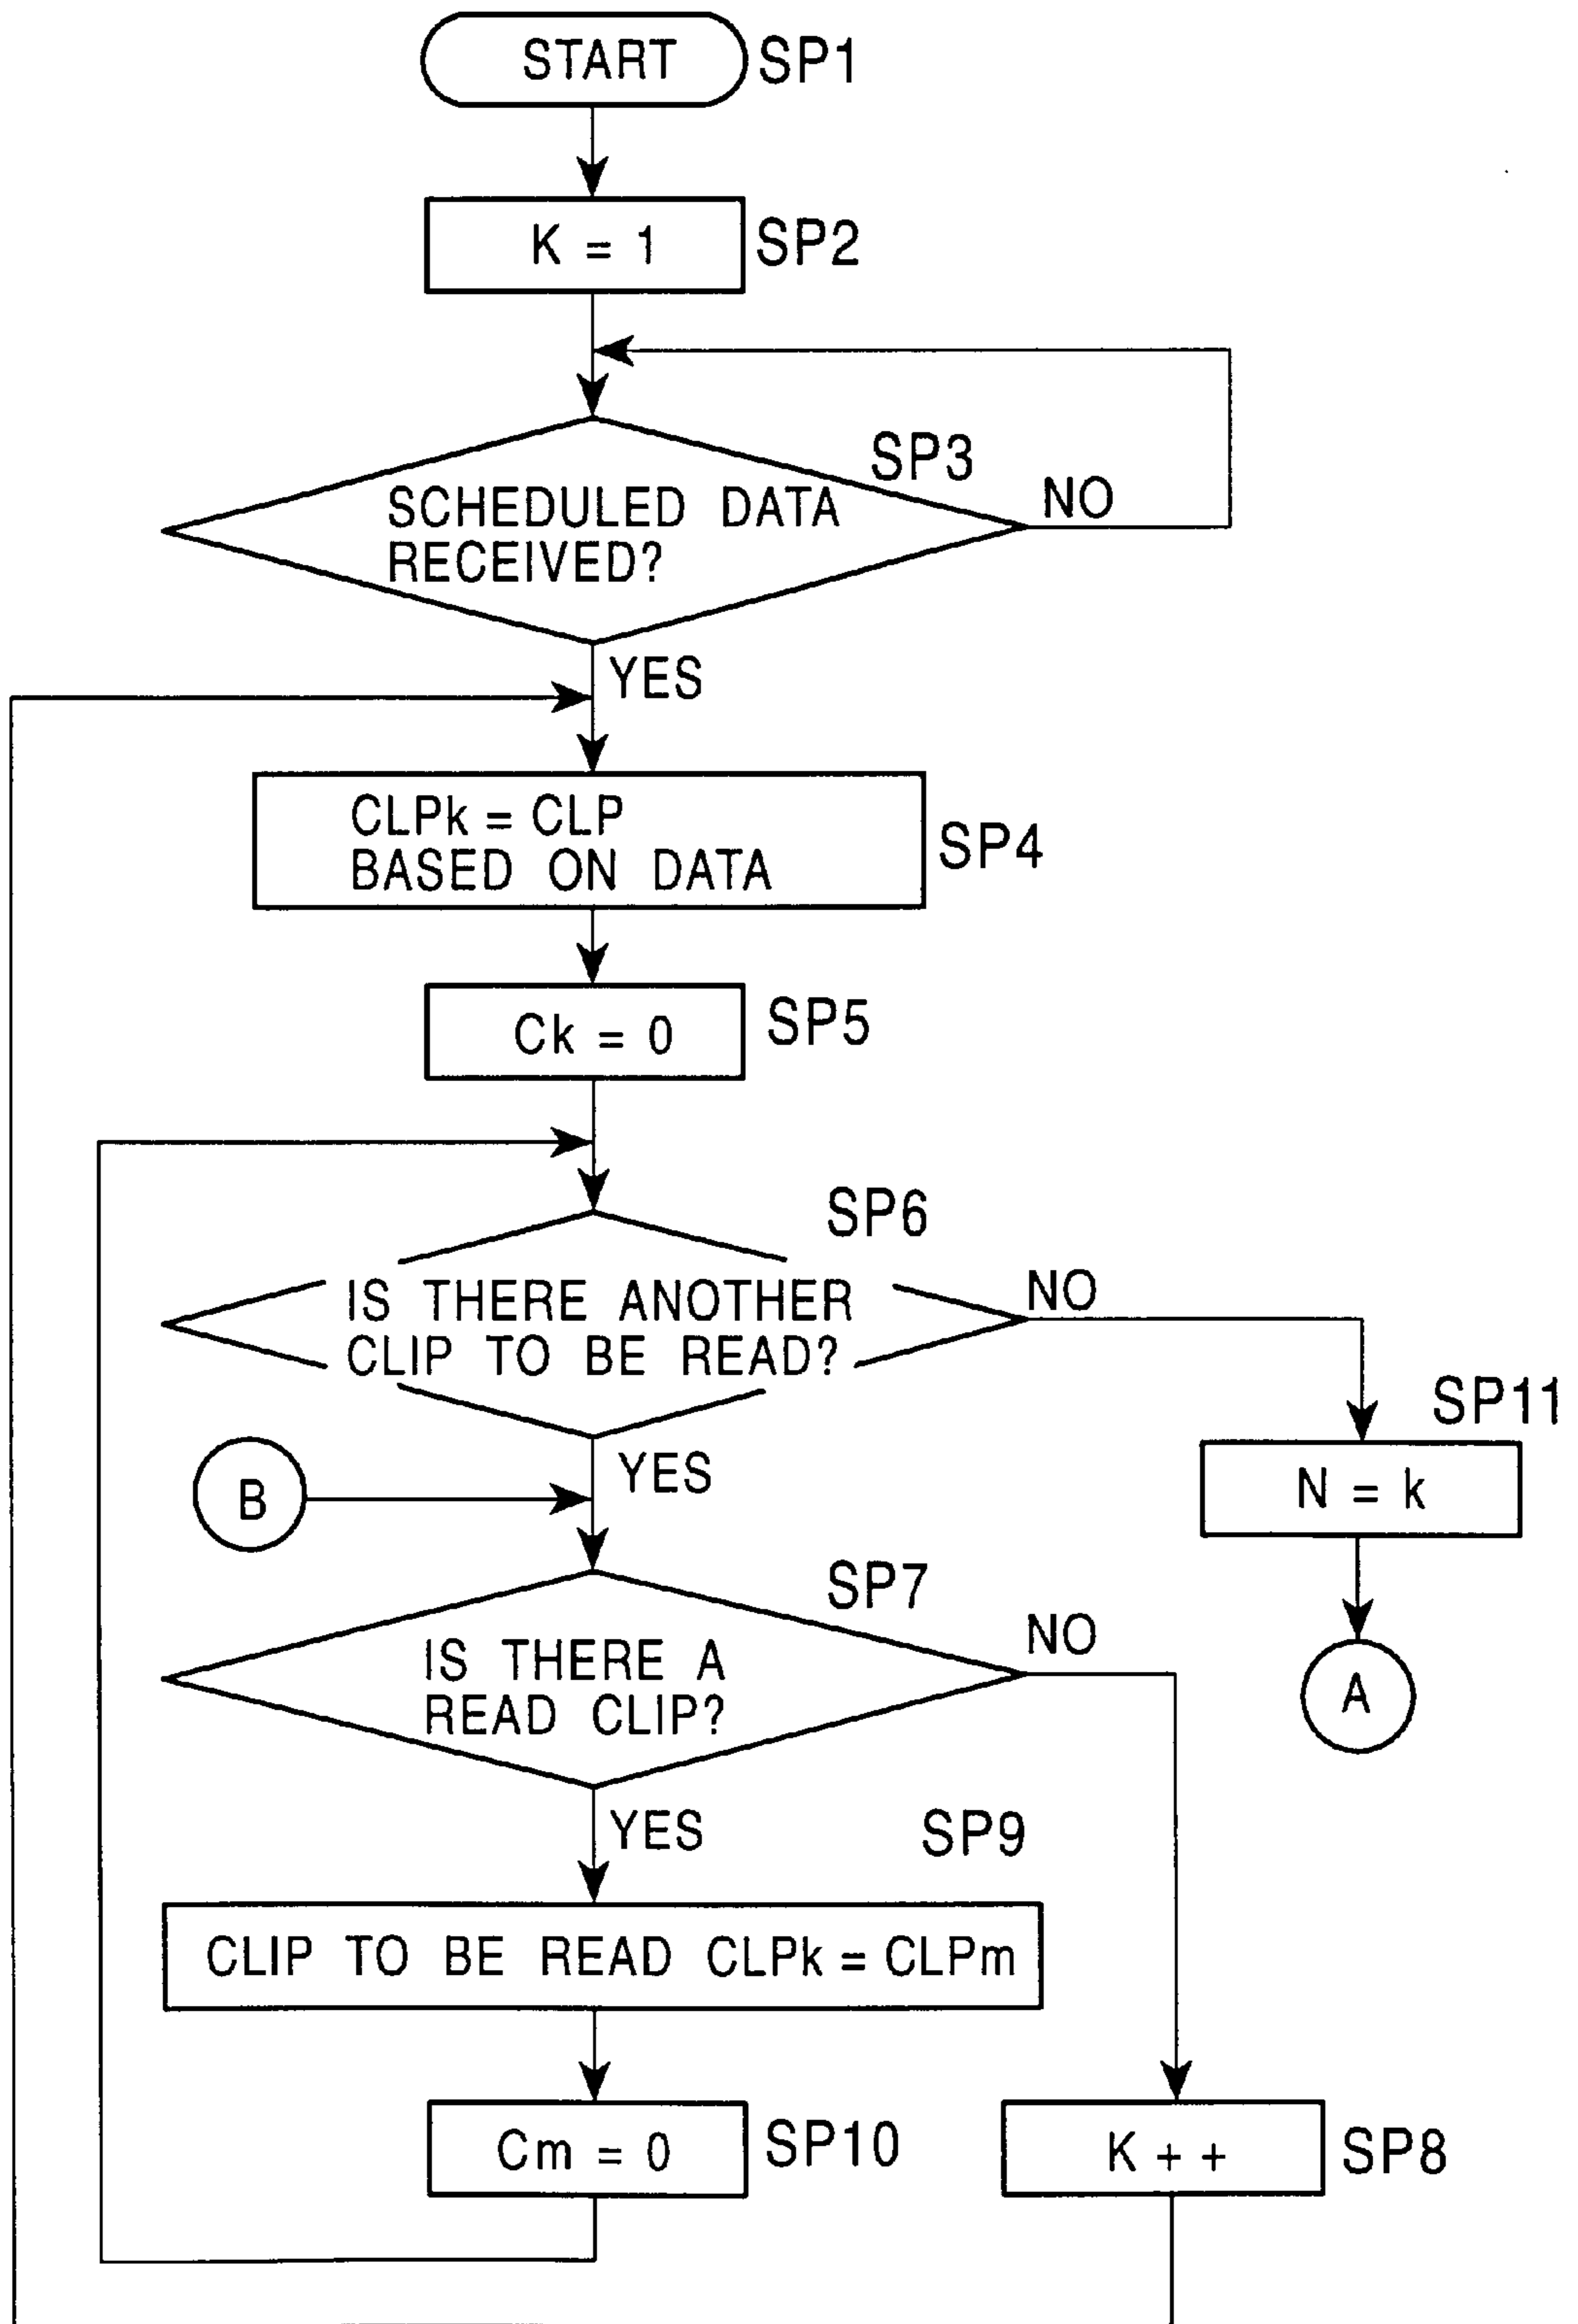 START SP1
K = 1 SP2
SP3
SCHEDULED DATA
RECEIVED?
NO
YES
CLPk = CLP
BASED ON DATA
SP4
Ck = 0 SP5
SP6
IS THERE ANOTHER
CLIP TO BE READ?
NO
SP11
YES
B
N = k
SP7
IS THERE A
READ CLIP?
NO
A
YES
SP9
CLIP TO BE READ CLPk = CLPm
Cm = 0 SP10
K + + SP8